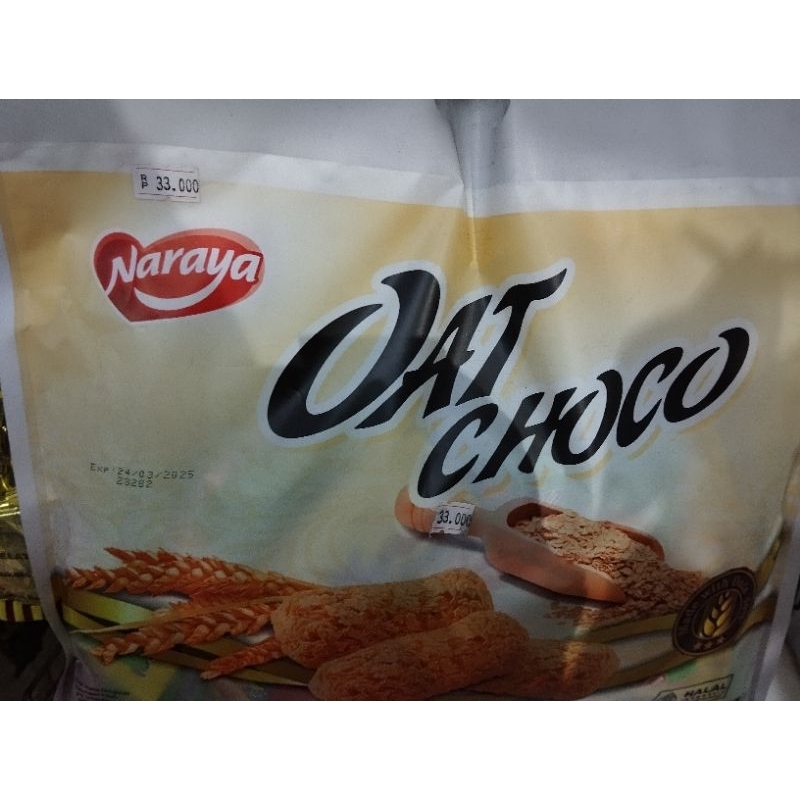 RP 33.000
Naraya
OAT
CHOCO
EXP 24/03/2025
23282
33.000
HALAL